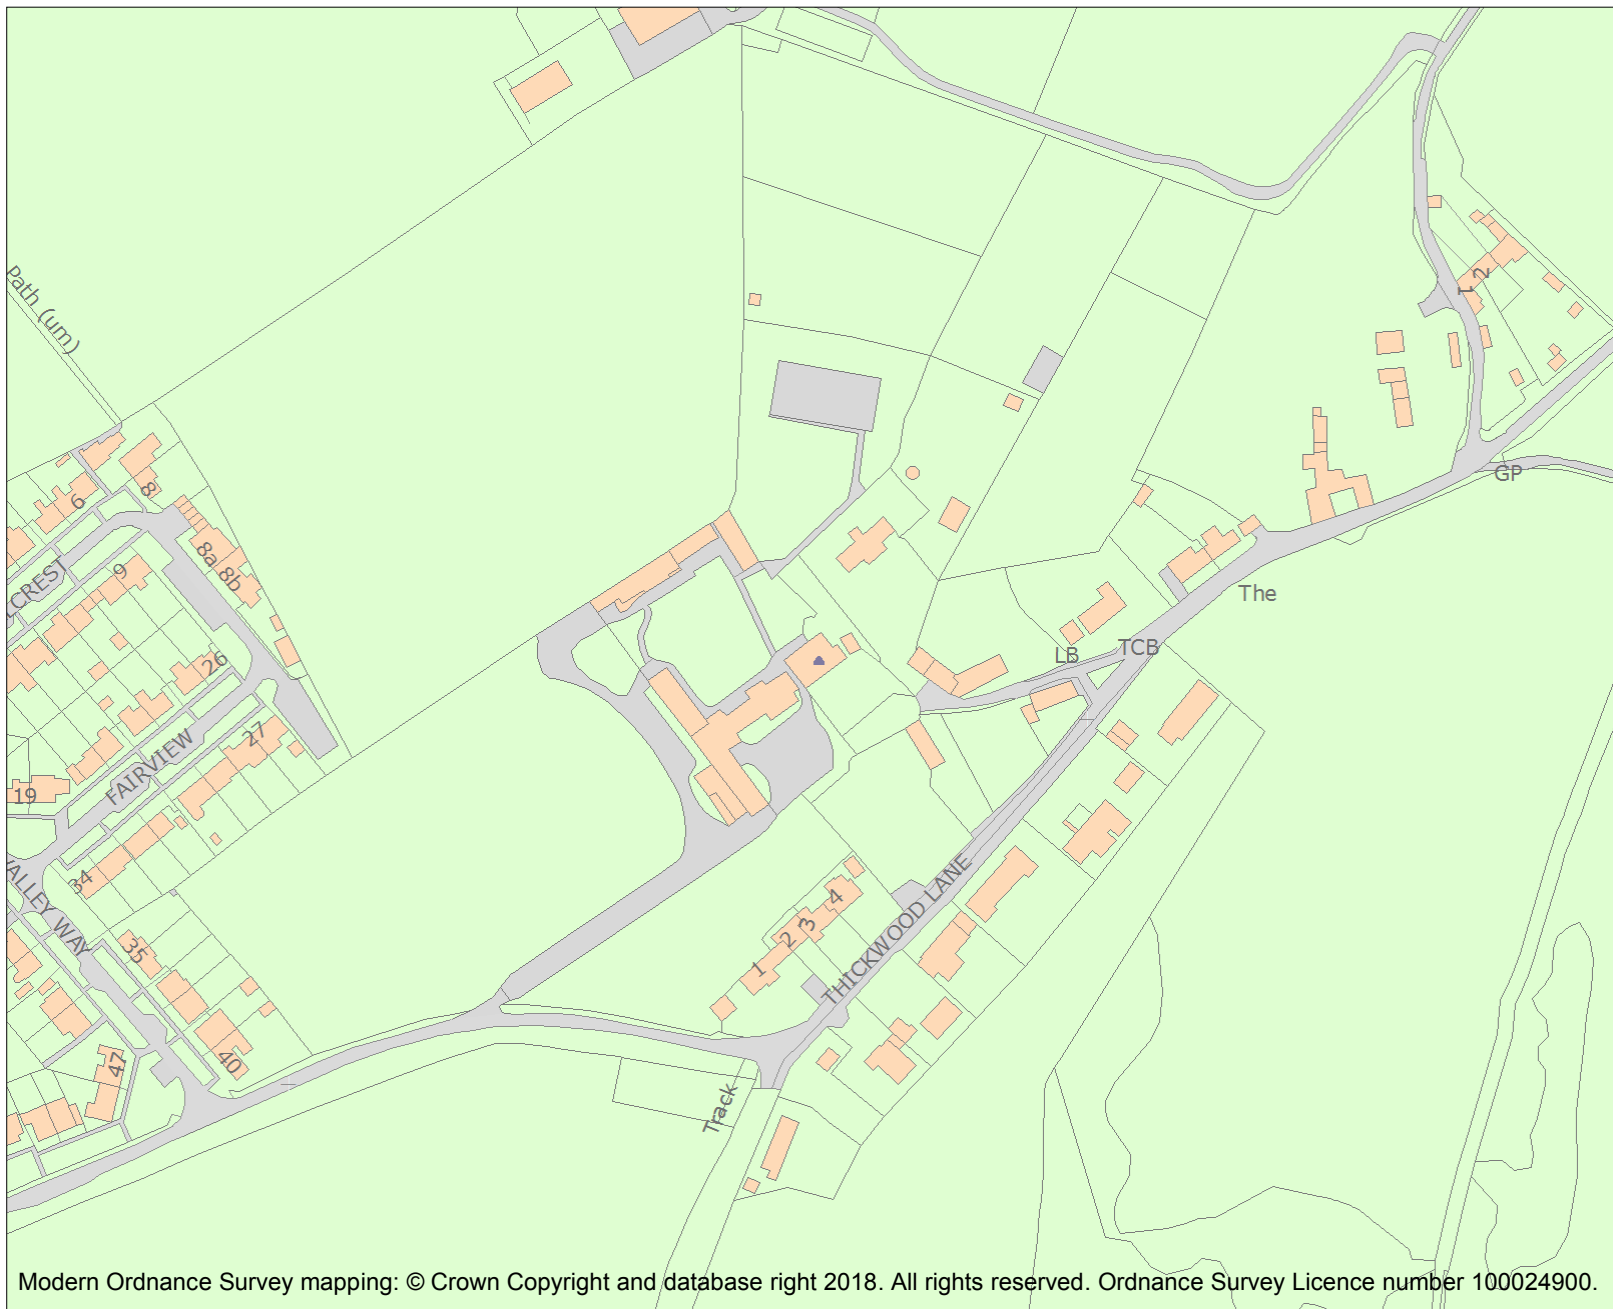 Path (um)
GP
The
TCB
LB
2
1
8
6
8a 8b
9
LCREST
26
27
FAIRVIEW
19
34
VALLEY WAY
35
40
47
4
3
2
1
THICKWOOD LANE
Track
Modern Ordnance Survey mapping: © Crown Copyright and database right 2018. All rights reserved. Ordnance Survey Licence number 100024900.